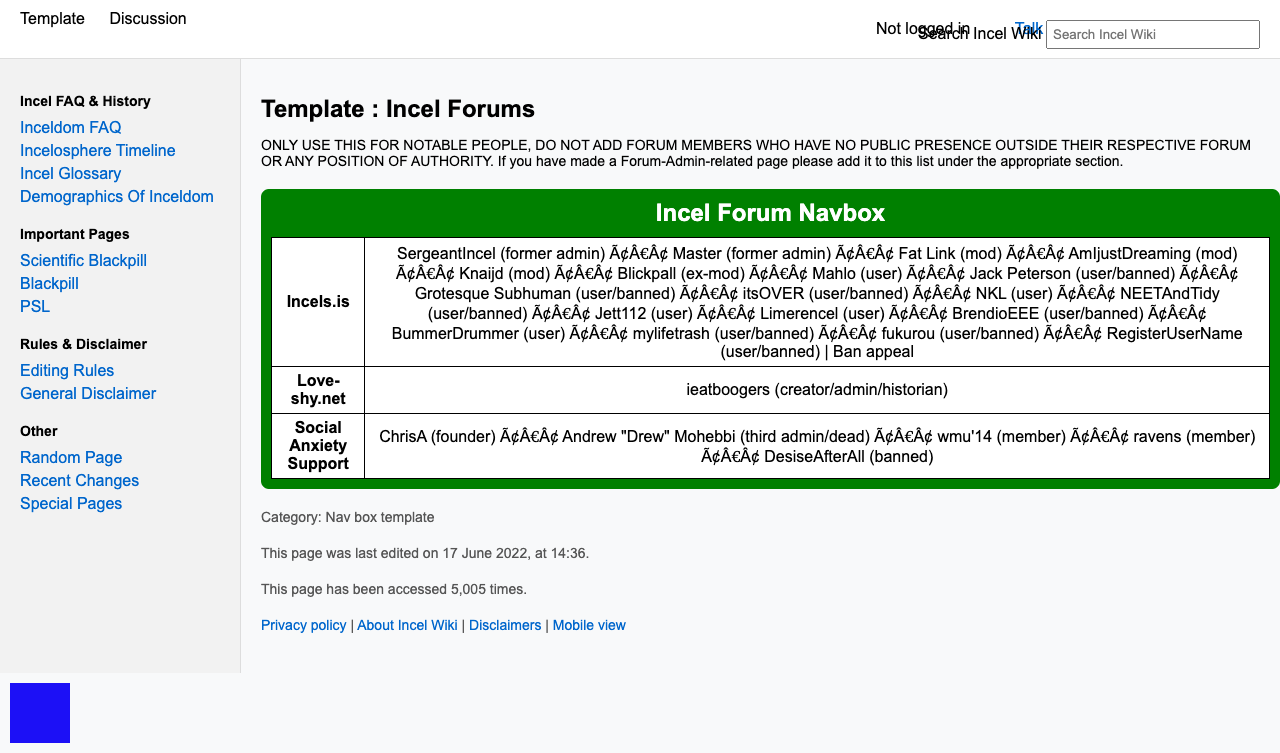 Template Discussion
Not logged in Talk
Search Incel Wiki Search Incel Wiki
Incel FAQ & History
Inceldom FAQ
Incelosphere Timeline
Incel Glossary
Demographics Of Inceldom
Important Pages
Scientific Blackpill
Blackpill
PSL
Rules & Disclaimer
Editing Rules
General Disclaimer
Other
Random Page
Recent Changes
Special Pages
Template : Incel Forums
ONLY USE THIS FOR NOTABLE PEOPLE, DO NOT ADD FORUM MEMBERS WHO HAVE NO PUBLIC PRESENCE OUTSIDE THEIR RESPECTIVE FORUM
OR ANY POSITION OF AUTHORITY. If you have made a Forum-Admin-related page please add it to this list under the appropriate section.
Incel Forum Navbox
Incels.is
SergeantIncel (former admin) Ã¢Â€Â¢ Master (former admin) Ã¢Â€Â¢ Fat Link (mod) Ã¢Â€Â¢ AmIjustDreaming (mod)
Ã¢Â€Â¢ Knaijd (mod) Ã¢Â€Â¢ Blickpall (ex-mod) Ã¢Â€Â¢ Mahlo (user) Ã¢Â€Â¢ Jack Peterson (user/banned) Ã¢Â€Â¢
Grotesque Subhuman (user/banned) Ã¢Â€Â¢ itsOVER (user/banned) Ã¢Â€Â¢ NKL (user) Ã¢Â€Â¢ NEETAndTidy
(user/banned) Ã¢Â€Â¢ Jett112 (user) Ã¢Â€Â¢ Limerencel (user) Ã¢Â€Â¢ BrendioEEE (user/banned) Ã¢Â€Â¢
BummerDrummer (user) Ã¢Â€Â¢ mylifetrash (user/banned) Ã¢Â€Â¢ fukurou (user/banned) Ã¢Â€Â¢ RegisterUserName
(user/banned) | Ban appeal
Love-
shy.net
ieatboogers (creator/admin/historian)
Social
Anxiety
Support
ChrisA (founder) Ã¢Â€Â¢ Andrew "Drew" Mohebbi (third admin/dead) Ã¢Â€Â¢ wmu'14 (member) Ã¢Â€Â¢ ravens (member)
Ã¢Â€Â¢ DesiseAfterAll (banned)
Category: Nav box template
This page was last edited on 17 June 2022, at 14:36.
This page has been accessed 5,005 times.
Privacy policy | About Incel Wiki | Disclaimers | Mobile view